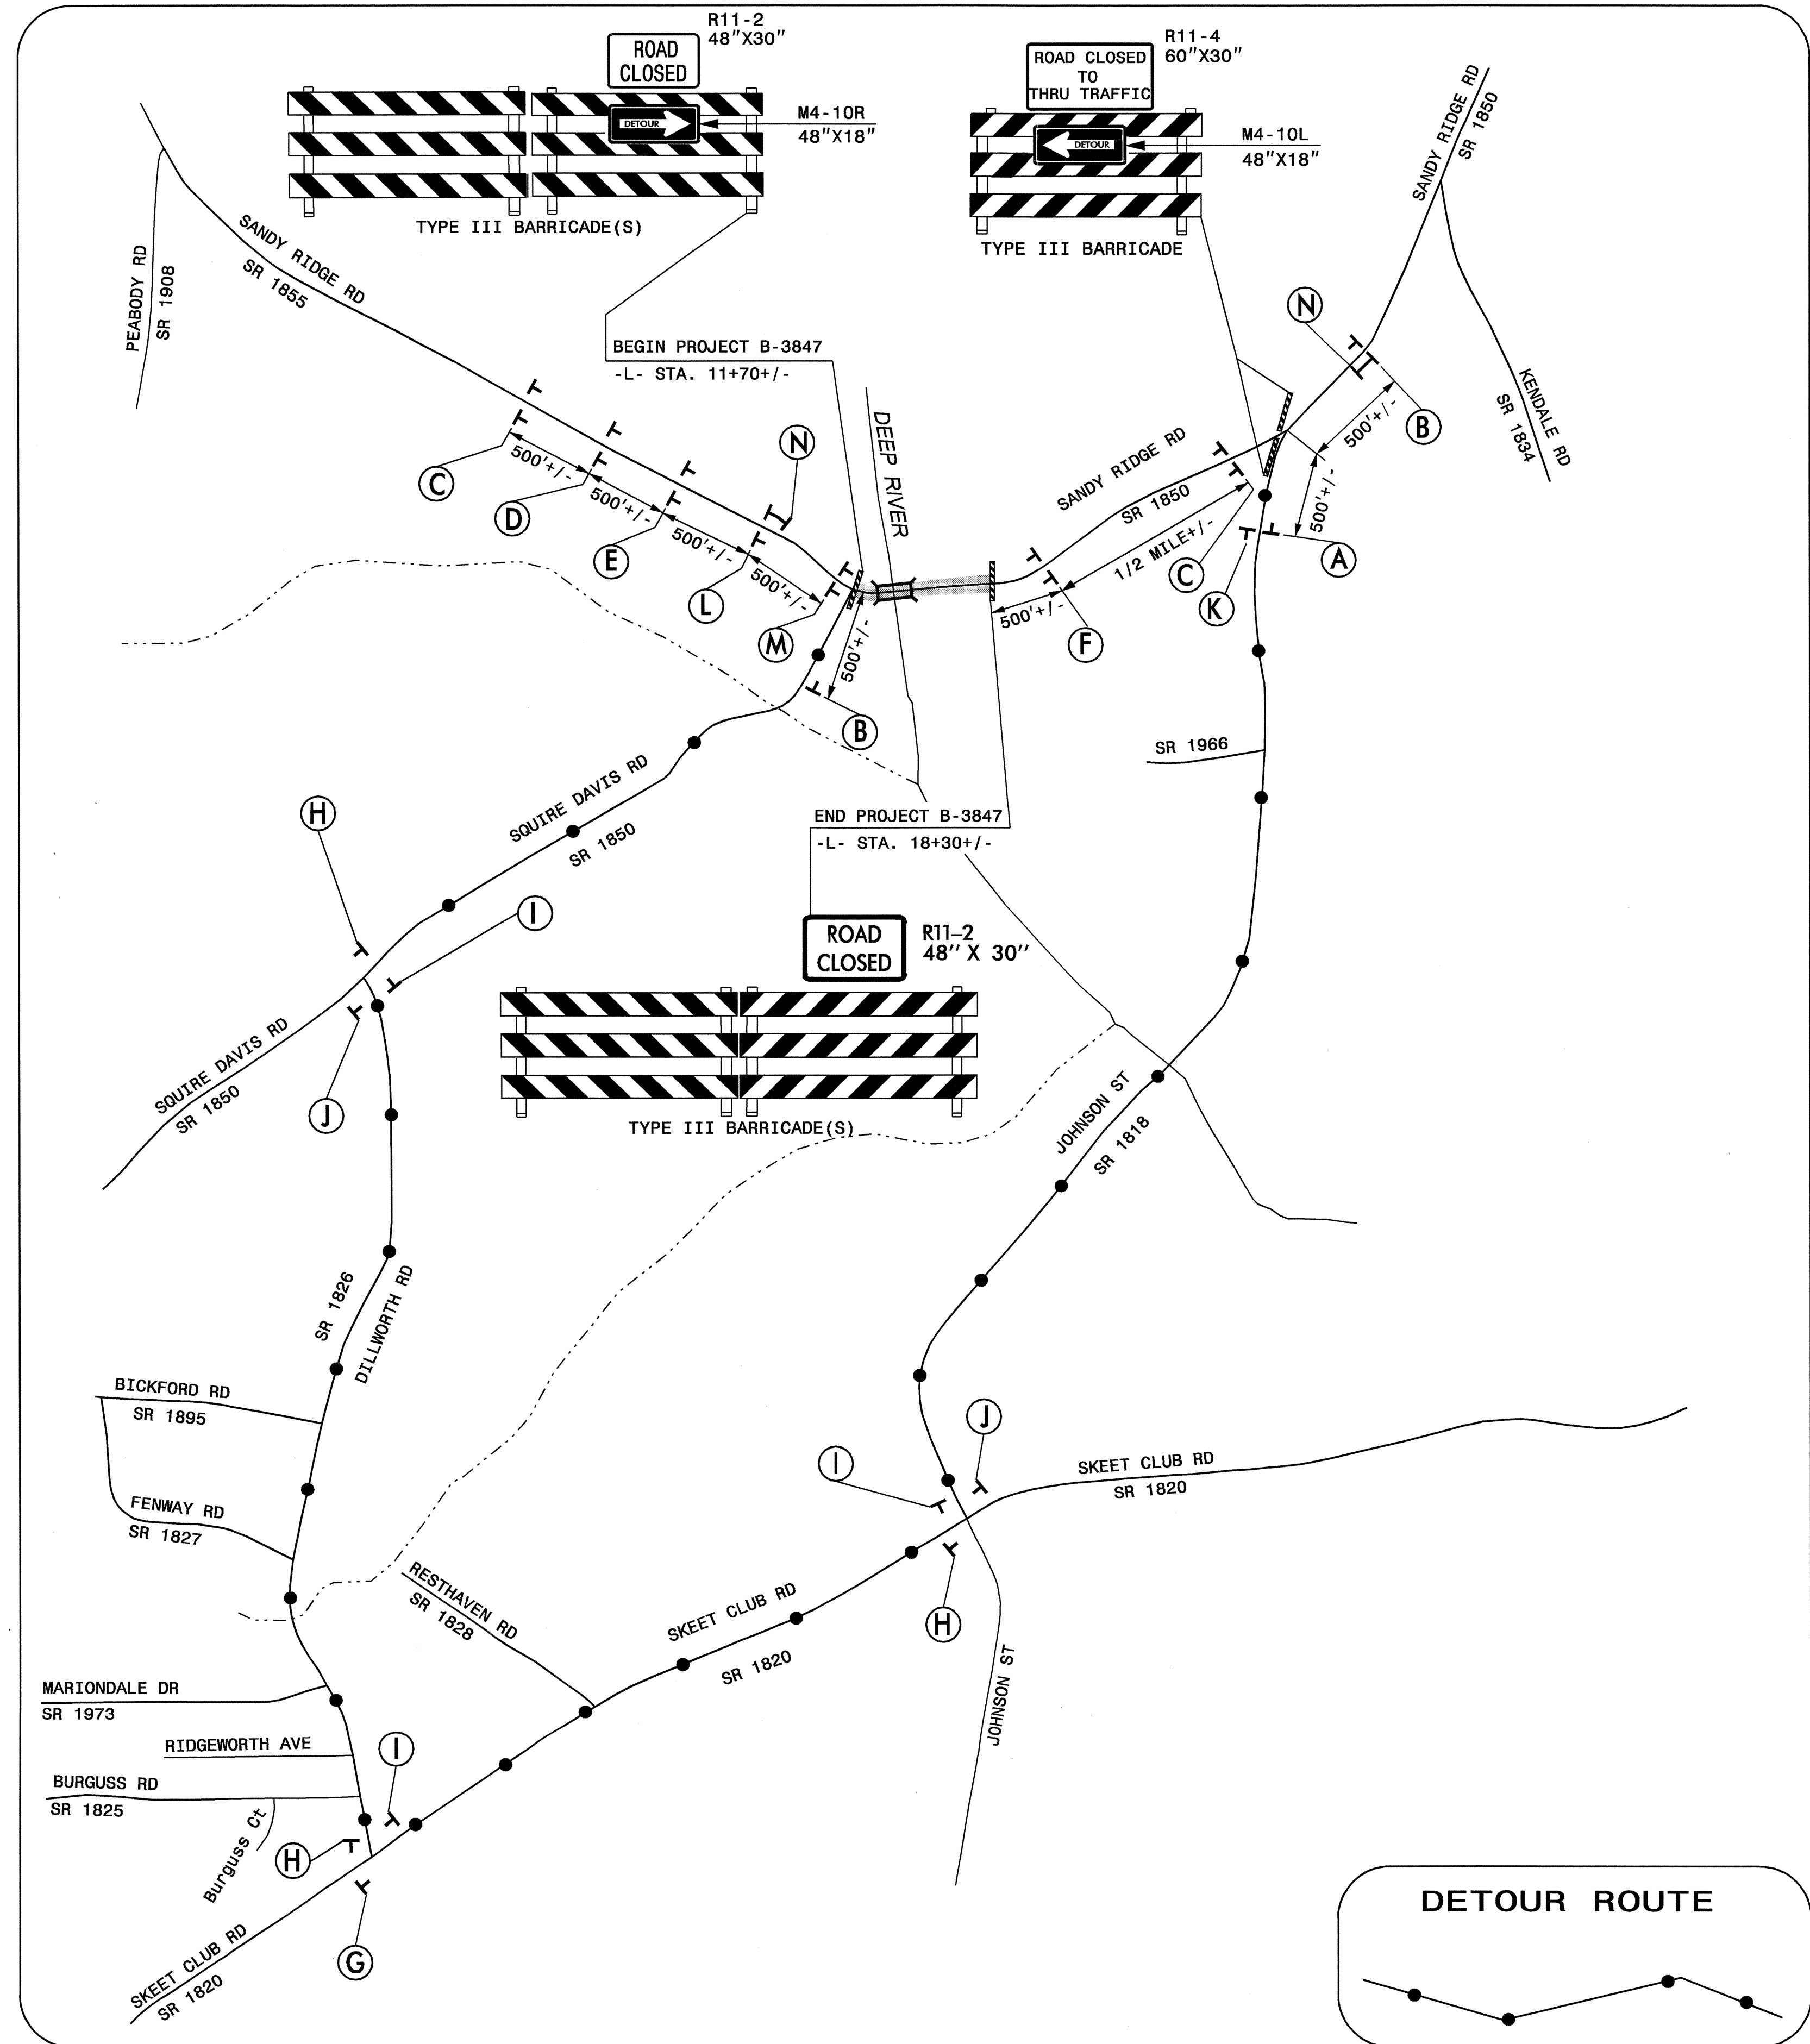 R11-2
48"X30"
ROAD
CLOSED
DETOUR
M4-10R
48"X18"
TYPE III BARRICADE(S)
R11-4
60"X30"
ROAD CLOSED
TO
THRU TRAFFIC
DETOUR
M4-10L
48"X18"
TYPE III BARRICADE
SANDY RIDGE RD
SR 1850
PEABODY RD
SR 1908
SANDY RIDGE RD
SR 1855
BEGIN PROJECT B-3847
-L- STA. 11+70+/-
DEEP RIVER
N
B
500'+/-
KENDALE RD
SR 1834
N
C
500'+/-
D
500'+/-
E
500'+/-
L
500'+/-
M
500'+/-
B
SANDY RIDGE RD
SR 1850
1/2 MILE+/-
500'+/-
A
C
K
500'+/-
F
SR 1966
SQUIRE DAVIS RD
SR 1850
H
I
J
END PROJECT B-3847
-L- STA. 18+30+/-
ROAD
CLOSED
R11-2
48" X 30"
TYPE III BARRICADE(S)
SQUIRE DAVIS RD
SR 1850
JOHNSON ST
SR 1818
SR 1826
DILLWORTH RD
BICKFORD RD
SR 1895
FENWAY RD
SR 1827
J
I
H
SKEET CLUB RD
SR 1820
RESTHAVEN RD
SR 1828
SKEET CLUB RD
SR 1820
JOHNSON ST
MARIONDALE DR
SR 1973
RIDGEWORTH AVE
BURGUSS RD
SR 1825
Burguss Ct
I
H
G
SKEET CLUB RD
SR 1820
DETOUR ROUTE